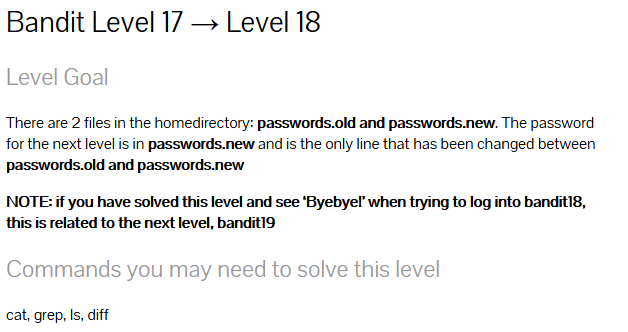 Bandit Level 17 → Level 18
Level Goal
There are 2 files in the homedirectory: passwords.old and passwords.new. The password
for the next level is in passwords.new and is the only line that has been changed between
passwords.old and passwords.new
NOTE: if you have solved this level and see ‘Byebye!’ when trying to log into bandit18,
this is related to the next level, bandit19
Commands you may need to solve this level
cat, grep, ls, diff